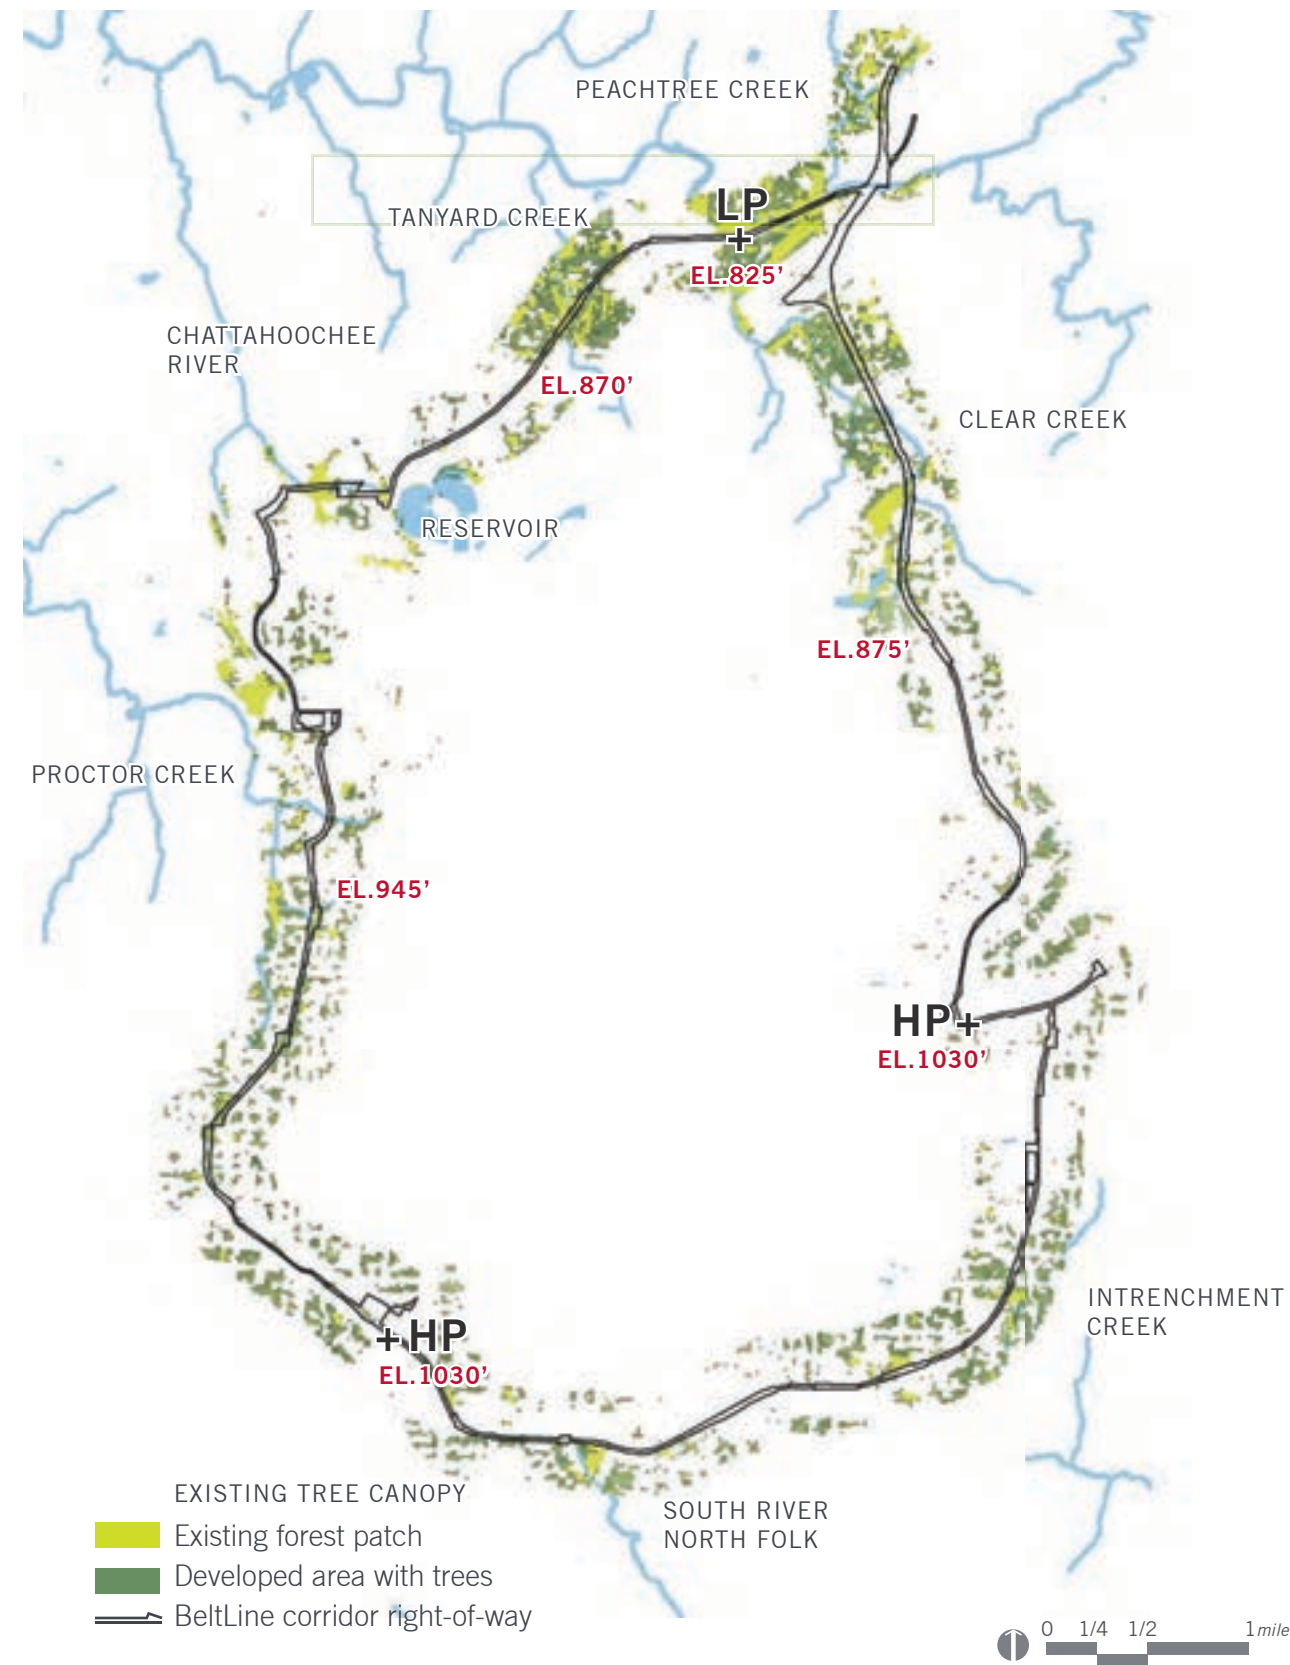 PEACHTREE CREEK
LP
TANYARD CREEK
EL.825’
CHATTAHOOCHEE
RIVER
EL.870’
CLEAR CREEK
RESERVOIR
EL.875’
PROCTOR CREEK
EL.945’
HP
EL.1030’
INTRENCHMENT
CREEK
HP
EL.1030’
EXISTING TREE CANOPY
Existing forest patch
Developed area with trees
BeltLine corridor right-of-way
SOUTH RIVER
NORTH FOLK
0 1/4 1/2 1 mile